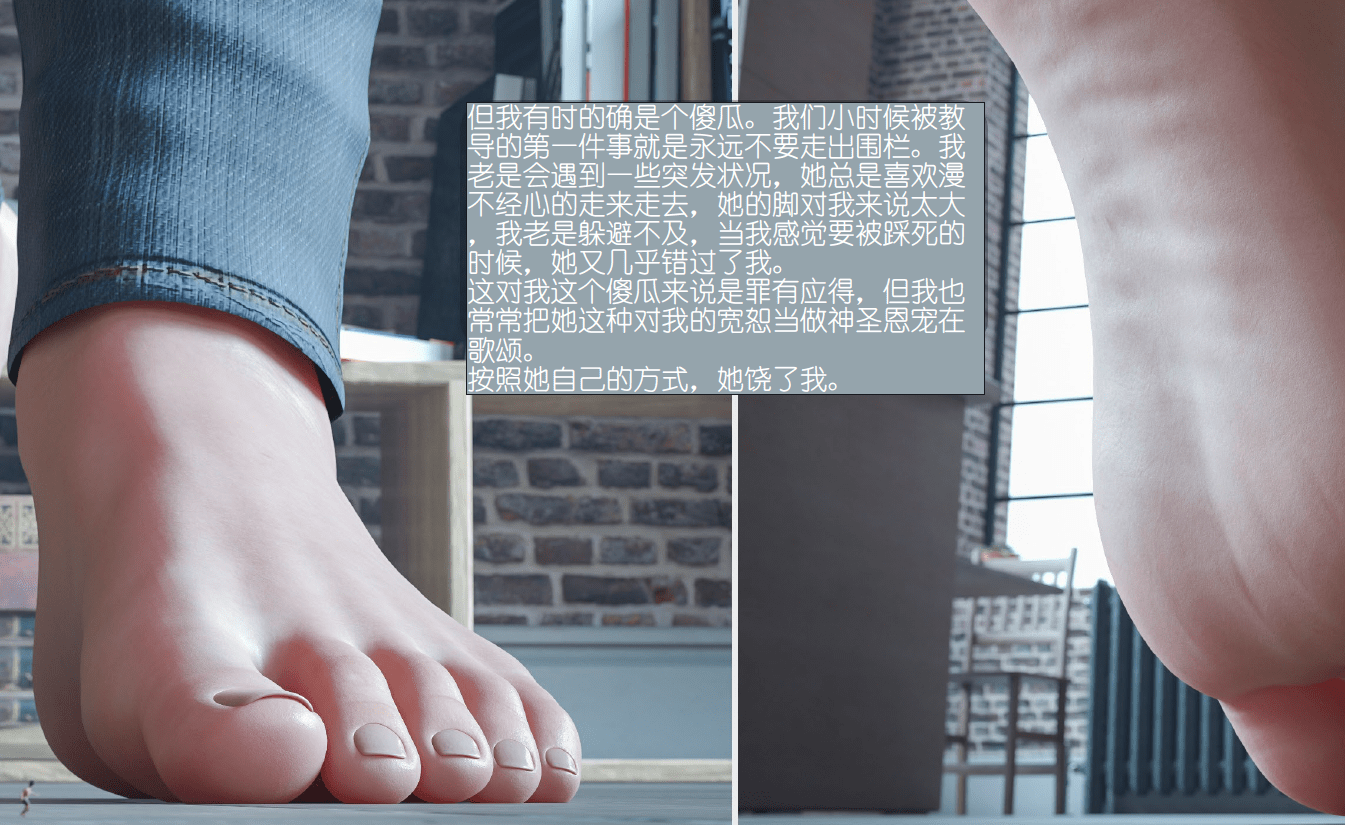 但我有时的确是个傻瓜。我们小时候被教
导的第一件事就是永远不要走出围栏。我
老是会遇到一些突发状况，她总是喜欢漫
不经心的走来走去，她的脚对我来说太大
，我老是躲避不及，当我感觉要被踩死的
时候，她又几乎错过了我。
这对我这个傻瓜来说是罪有应得，但我也
常常把她这种对我的宽恕当做神圣恩宠在
歌颂。
按照她自己的方式，她饶了我。